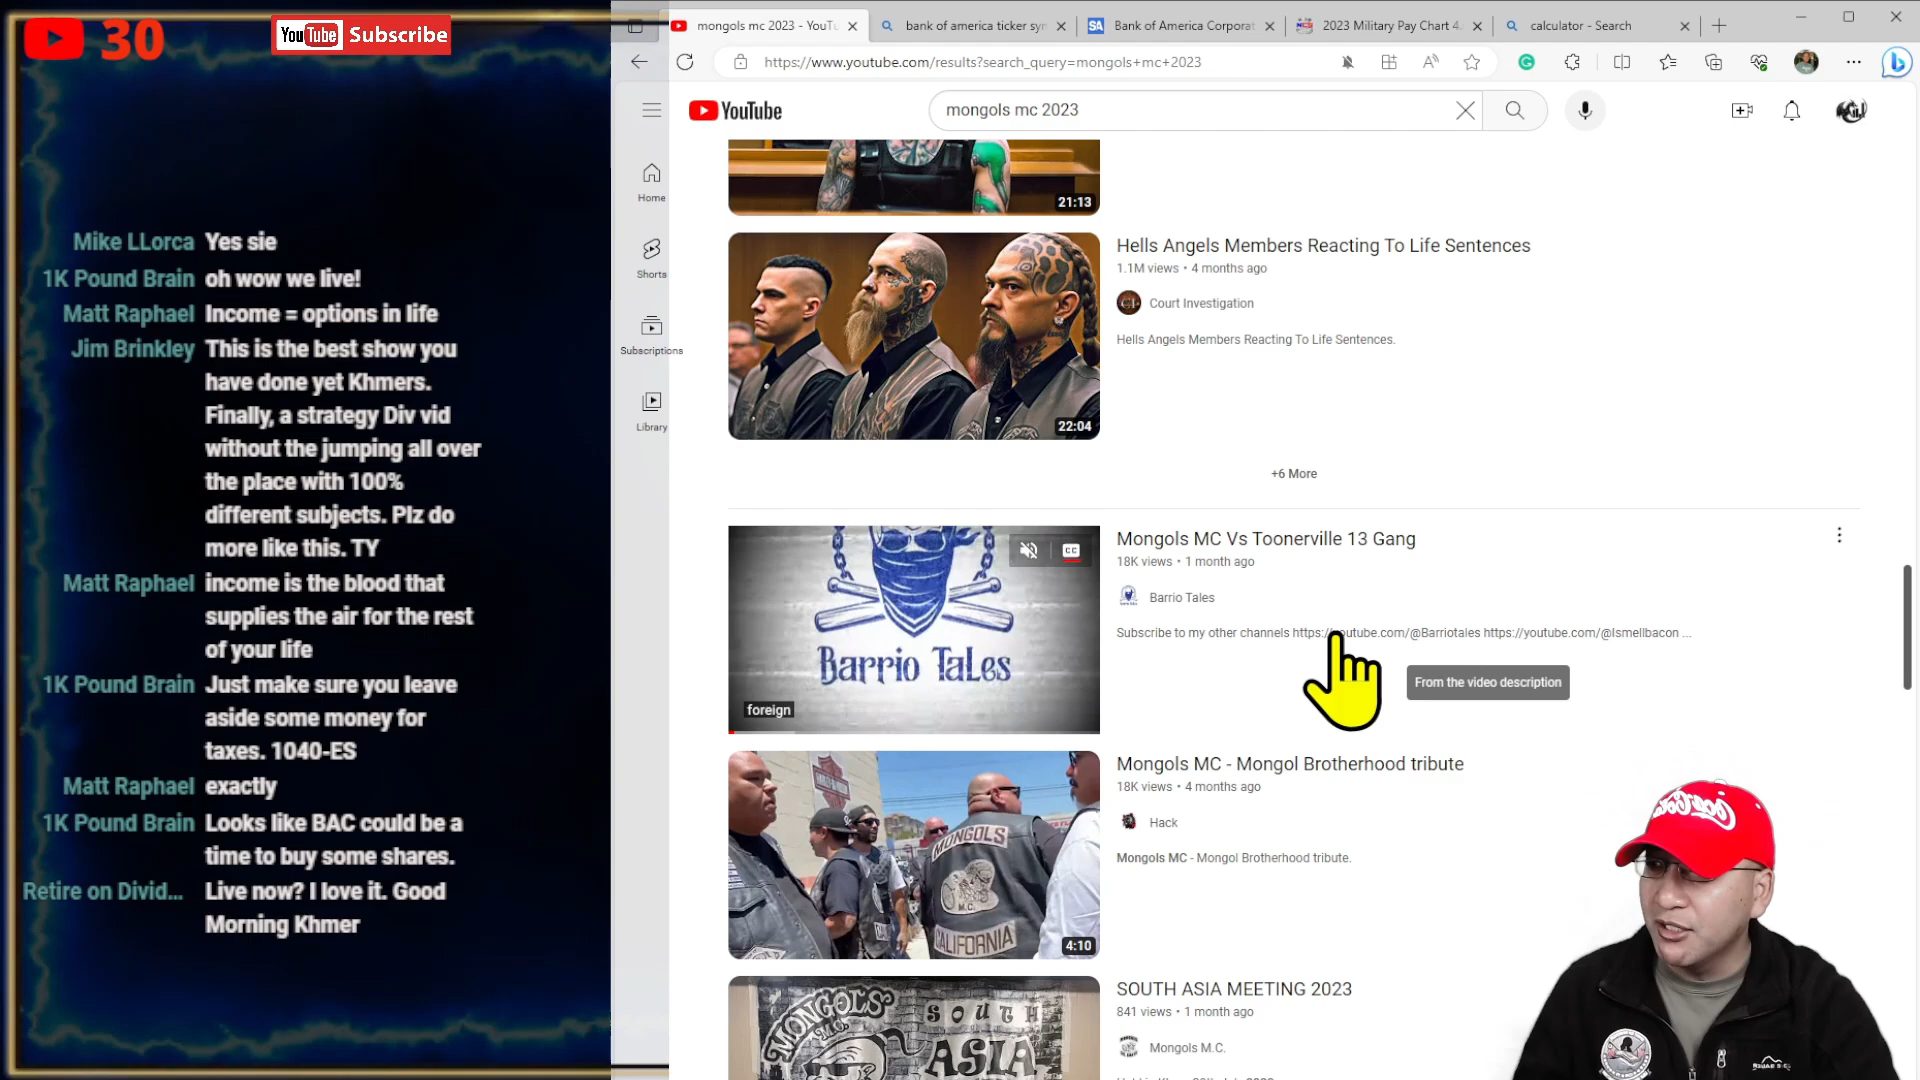 30
YouTube Subscribe
Mike LLorca Yes sie
1K Pound Brain oh wow we live!
Matt Raphael Income = options in life
Jim Brinkley This is the best show you
have done yet Khmers.
Finally, a strategy Div vid
without the jumping all over
the place with 100%
different subjects. Plz do
more like this. TY
Matt Raphael income is the blood that
supplies the air for the rest
of your life
1K Pound Brain Just make sure you leave
aside some money for
taxes. 1040-ES
Matt Raphael exactly
1K Pound Brain Looks like BAC could be a
time to buy some shares.
Retire on Divid... Live now? I love it. Good
Morning Khmer
mongols mc 2023 - YouTu
bank of america ticker syn
SA Bank of America Corporat
2023 Military Pay Chart 4.
calculator - Search
https://www.youtube.com/results?search_query=mongols+mc+2023
YouTube
mongols mc 2023
Home
Shorts
Subscriptions
Library
21:13
22:04
Hells Angels Members Reacting To Life Sentences
1.1M views • 4 months ago
Court Investigation
Hells Angels Members Reacting To Life Sentences.
+6 More
CC
Barrio Tales
foreign
Mongols MC Vs Toonerville 13 Gang
18K views • 1 month ago
Barrio Tales
Subscribe to my other channels https://youtube.com/@Barriotales https://youtube.com/@Ismellbacon ...
From the video description
MONGOLS
M.C.
CALIFORNIA
4:10
Mongols MC - Mongol Brotherhood tribute
18K views • 4 months ago
Hack
Mongols MC - Mongol Brotherhood tribute.
MONGOLS
M.C.
SOUTH
ASIA
SOUTH ASIA MEETING 2023
841 views • 1 month ago
Mongols M.C.
Coca-Cola